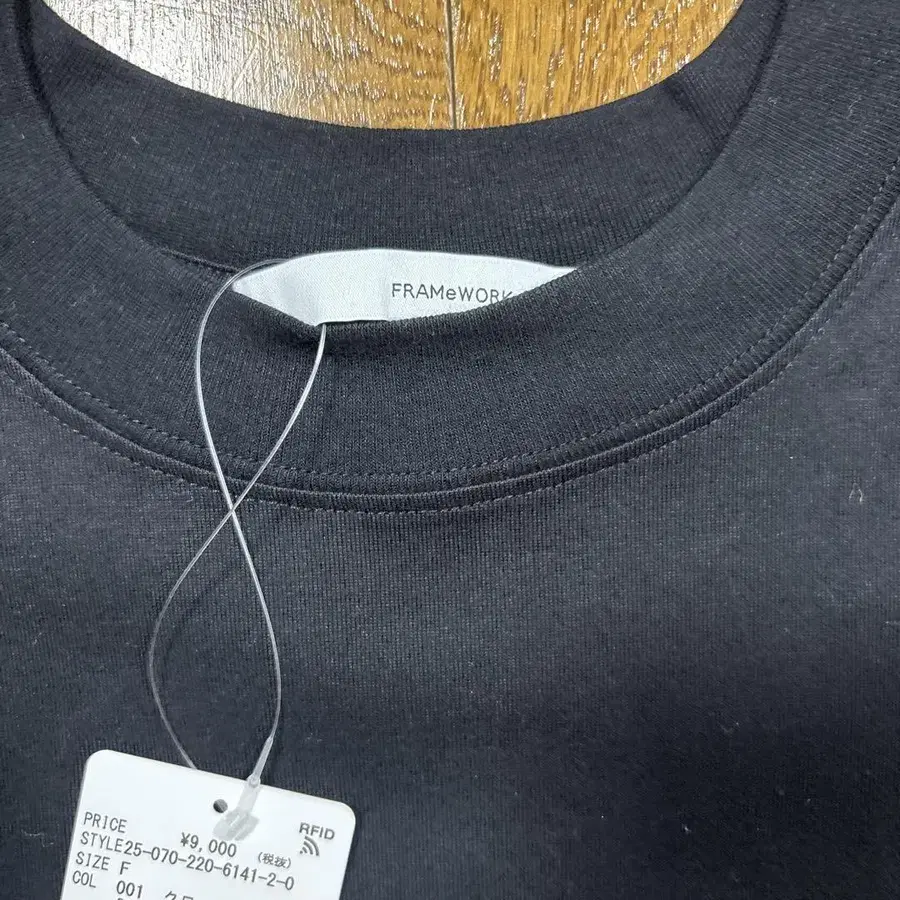 FRAMeWORK
PRICE ¥9,000 (税抜)
RFID
STYLE25-070-220-6141-2-0
SIZE F
COL 001